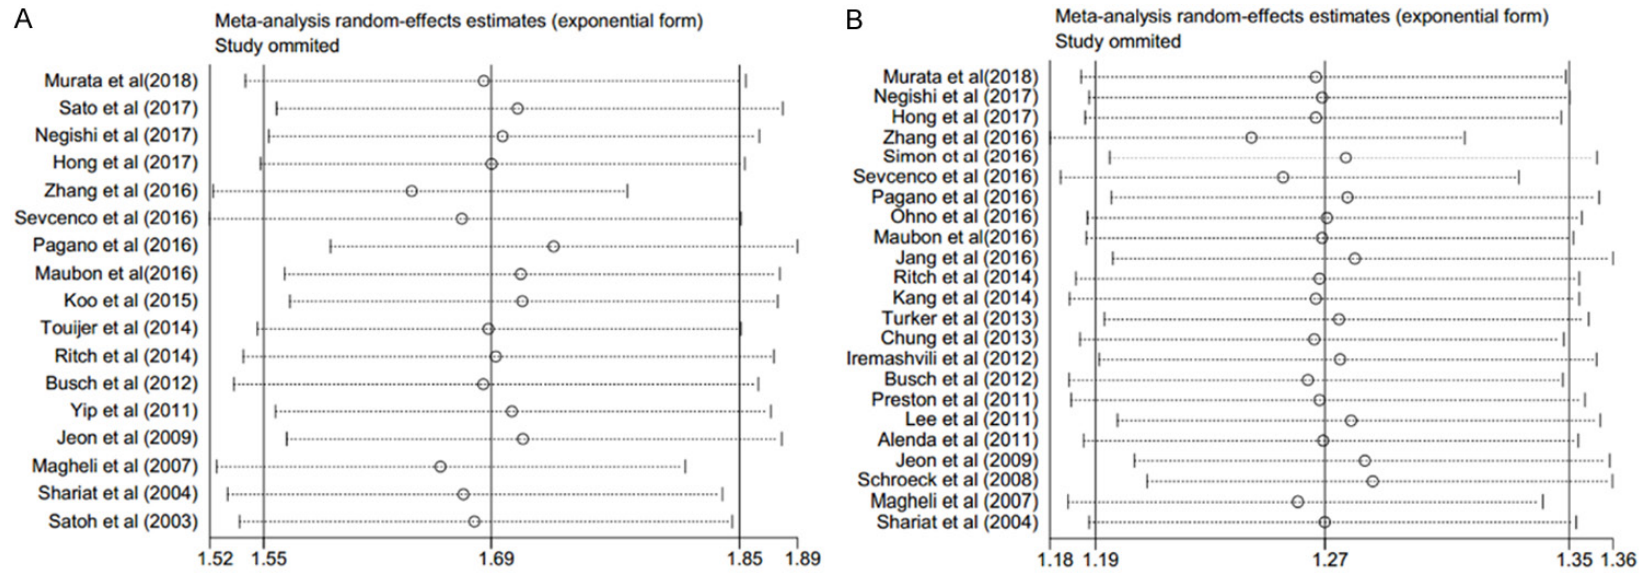 A
Meta-analysis random-effects estimates (exponential form)
Study ommited
Murata et al(2018)
Sato et al (2017)
Negishi et al (2017)
Hong et al (2017)
Zhang et al (2016)
Sevcenco et al (2016)
Pagano et al (2016)
Maubon et al(2016)
Koo et al (2015)
Touijer et al (2014)
Ritch et al (2014)
Busch et al (2012)
Yip et al (2011)
Jeon et al (2009)
Magheli et al (2007)
Shariat et al (2004)
Satoh et al (2003)
1.52 1.55 1.69 1.85 1.89
B
Meta-analysis random-effects estimates (exponential form)
Study ommited
Murata et al (2018)
Negishi et al (2017)
Hong et al (2017)
Zhang et al (2016)
Simon et al (2016)
Sevcenco et al (2016)
Pagano et al (2016)
Ohno et al (2016)
Maubon et al(2016)
Jang et al (2016)
Ritch et al (2014)
Kang et al (2014)
Turker et al (2013)
Chung et al (2013)
Iremashvili et al (2012)
Busch et al (2012)
Preston et al (2011)
Lee et al (2011)
Alenda et al (2011)
Jeon et al (2009)
Schroeck et al (2008)
Magheli et al (2007)
Shariat et al (2004)
1.18 1.19 1.27 1.35 1.36